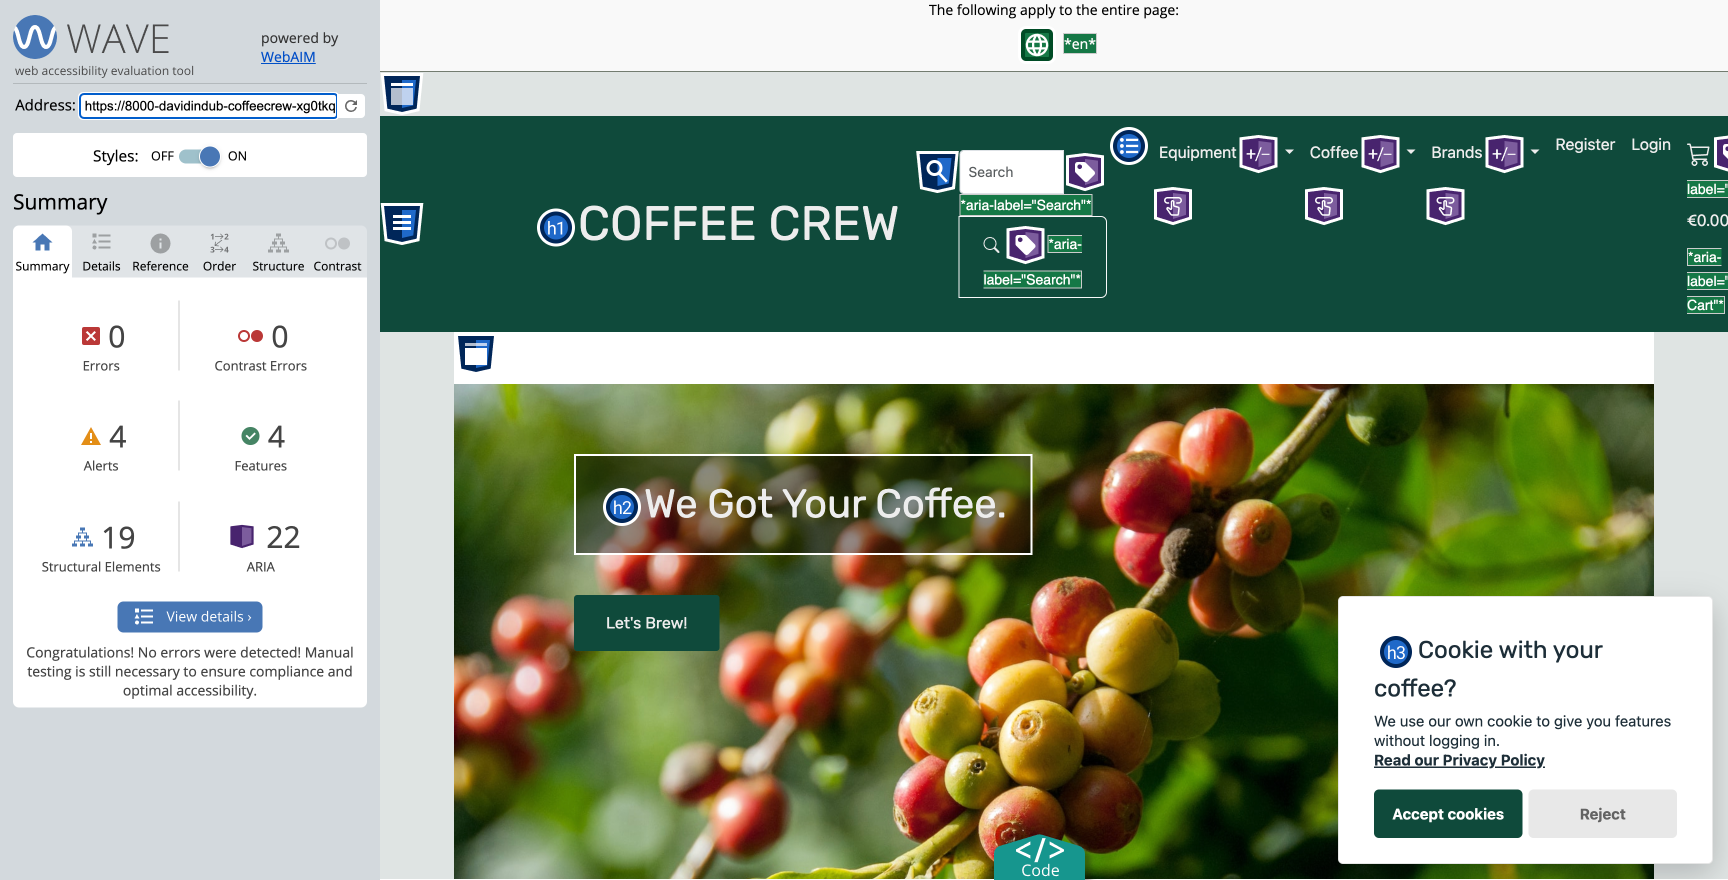 WAVE
powered by
WebAIM
web accessibility evaluation tool
Address: https://8000-davidindub-coffeecrew-xg0tkq
Styles: OFF ON
Summary
Summary Details Reference Order Structure Contrast
0
Errors
0
Contrast Errors
4
Alerts
4
Features
19
Structural Elements
22
ARIA
View details ›
Congratulations! No errors were detected! Manual
testing is still necessary to ensure compliance and
optimal accessibility.
The following apply to the entire page:
*en*
h1 COFFEE CREW
Search
*aria-label="Search"*
*aria-
label="Search"*
Equipment +/− Coffee +/− Brands +/− Register Login
label="
€0.00
*aria-
label="
Cart"*
h2 We Got Your Coffee.
Let's Brew!
</>
Code
h3 Cookie with your
coffee?
We use our own cookie to give you features
without logging in.
Read our Privacy Policy
Accept cookies Reject